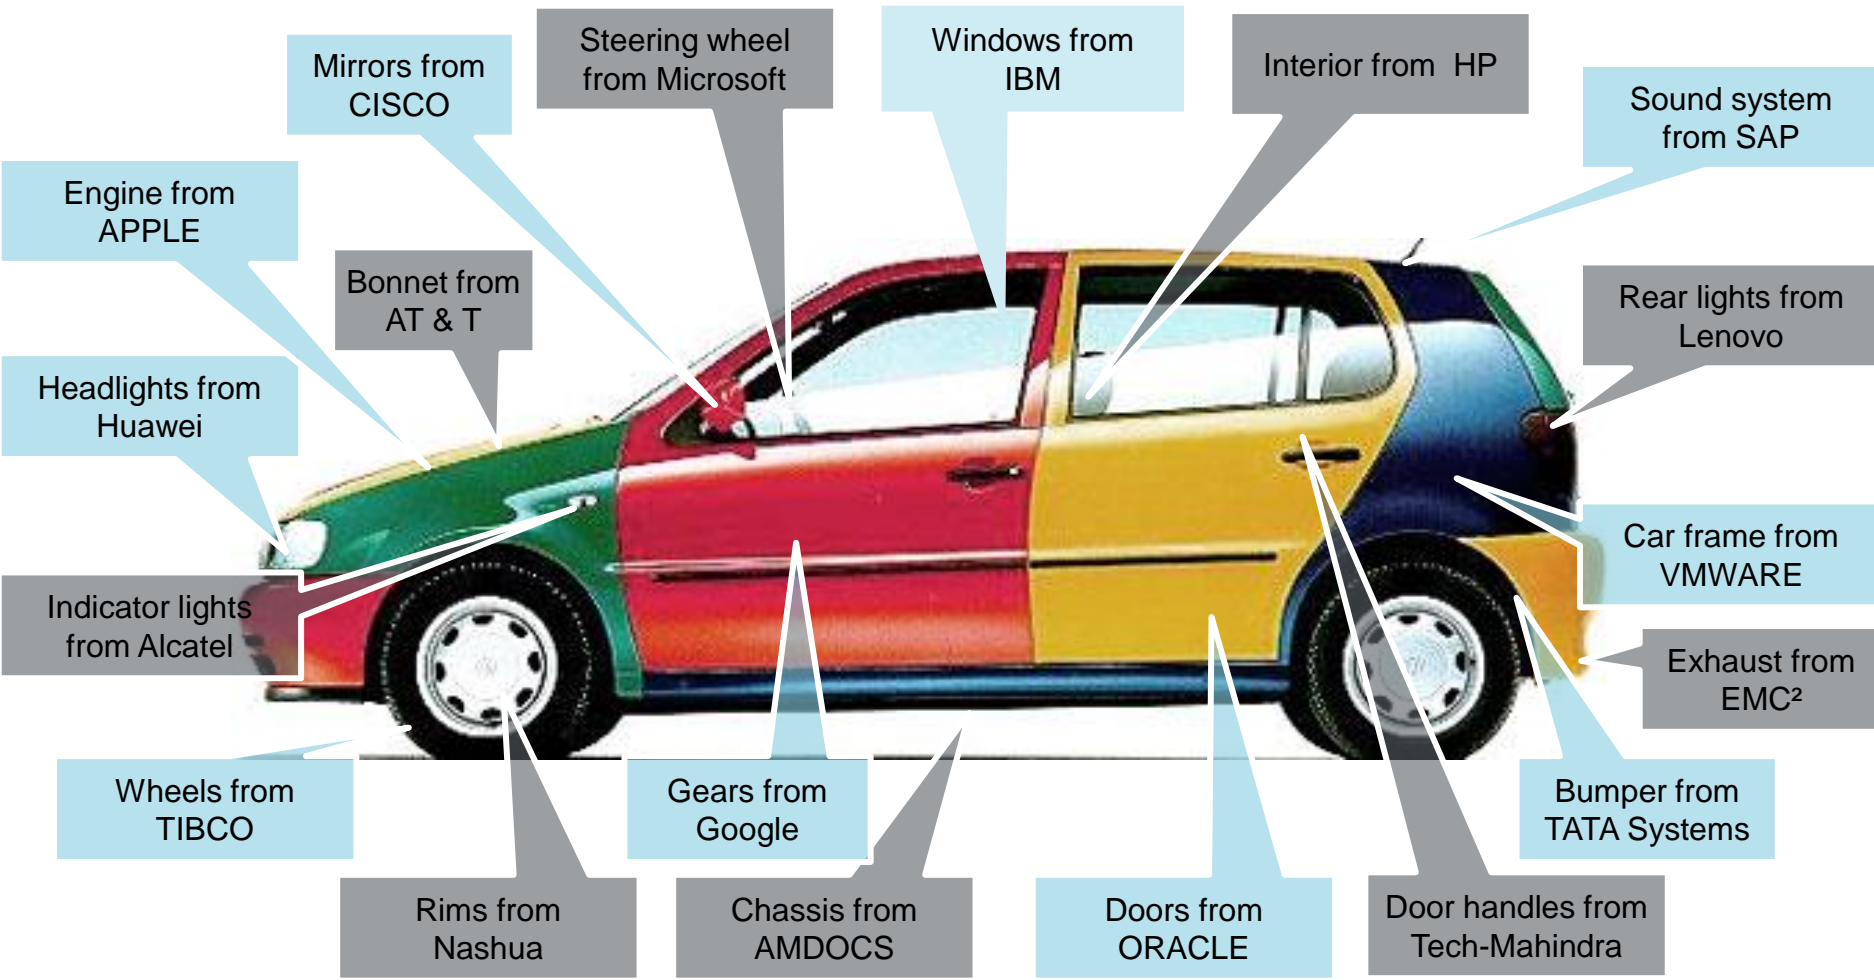 Steering wheel
from Microsoft
Windows from
IBM
Interior from  HP
Mirrors from
CISCO
Sound system
from SAP
Engine from
APPLE
Bonnet from
AT & T
Rear lights from
Lenovo
Headlights from
Huawei
Car frame from
VMWARE
Indicator lights
from Alcatel
Exhaust from
EMC²
Wheels from
TIBCO
Gears from
Google
Bumper from
TATA Systems
Rims from
Nashua
Chassis from
AMDOCS
Doors from
ORACLE
Door handles from
Tech-Mahindra